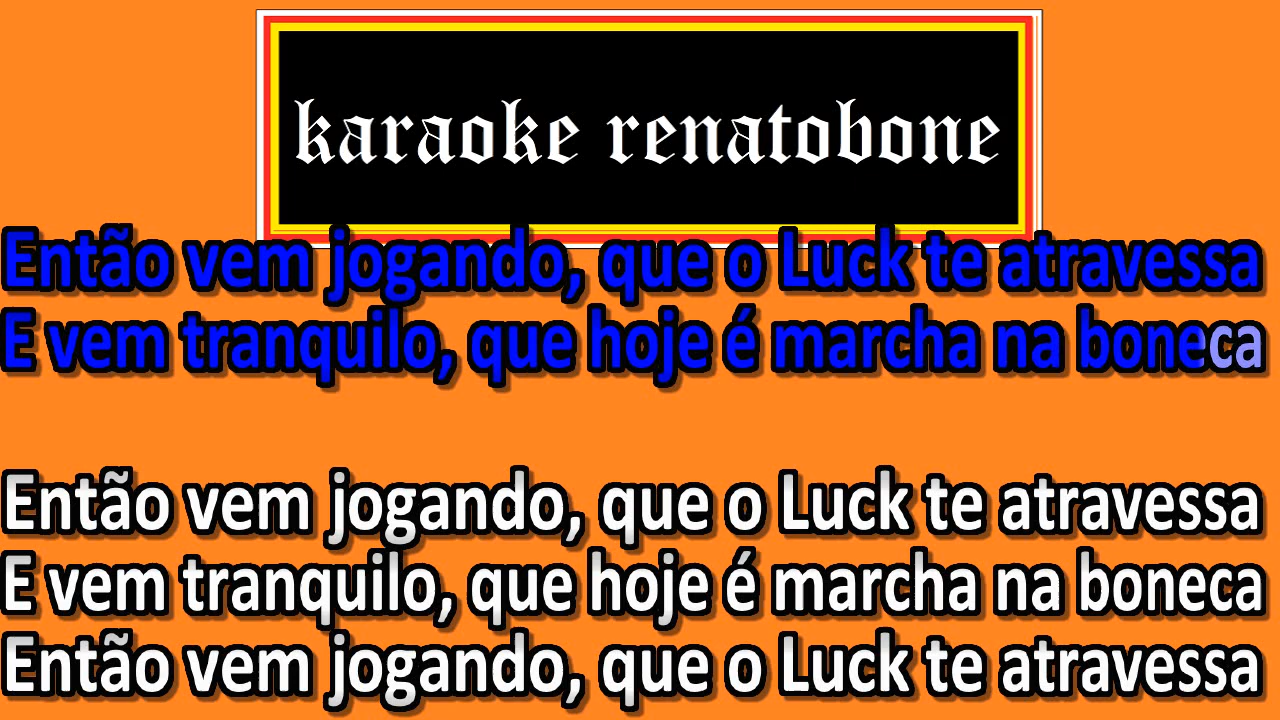 karaoke renatobone
Então vem jogando, que o Luck te atravessa
E vem tranquilo, que hoje é marcha na boneca
Então vem jogando, que o Luck te atravessa
E vem tranquilo, que hoje é marcha na boneca
Então vem jogando, que o Luck te atravessa